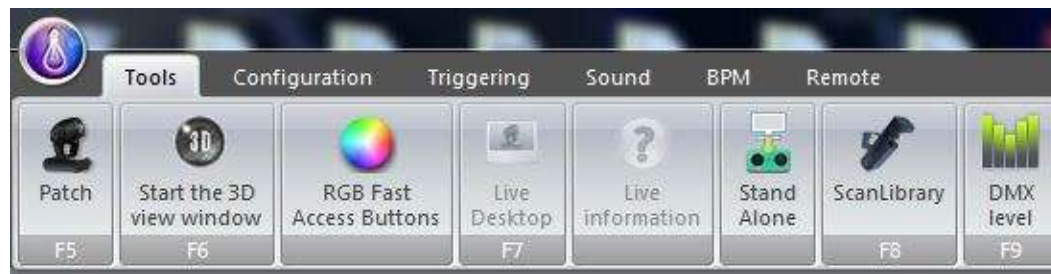 Tools Configuration Triggering Sound BPM Remote
3D
Patch Start the 3D RGB Fast Live Live Stand ScanLibrary DMX
view window Access Buttons Desktop information Alone level
F5 F6 F7 F8 F9